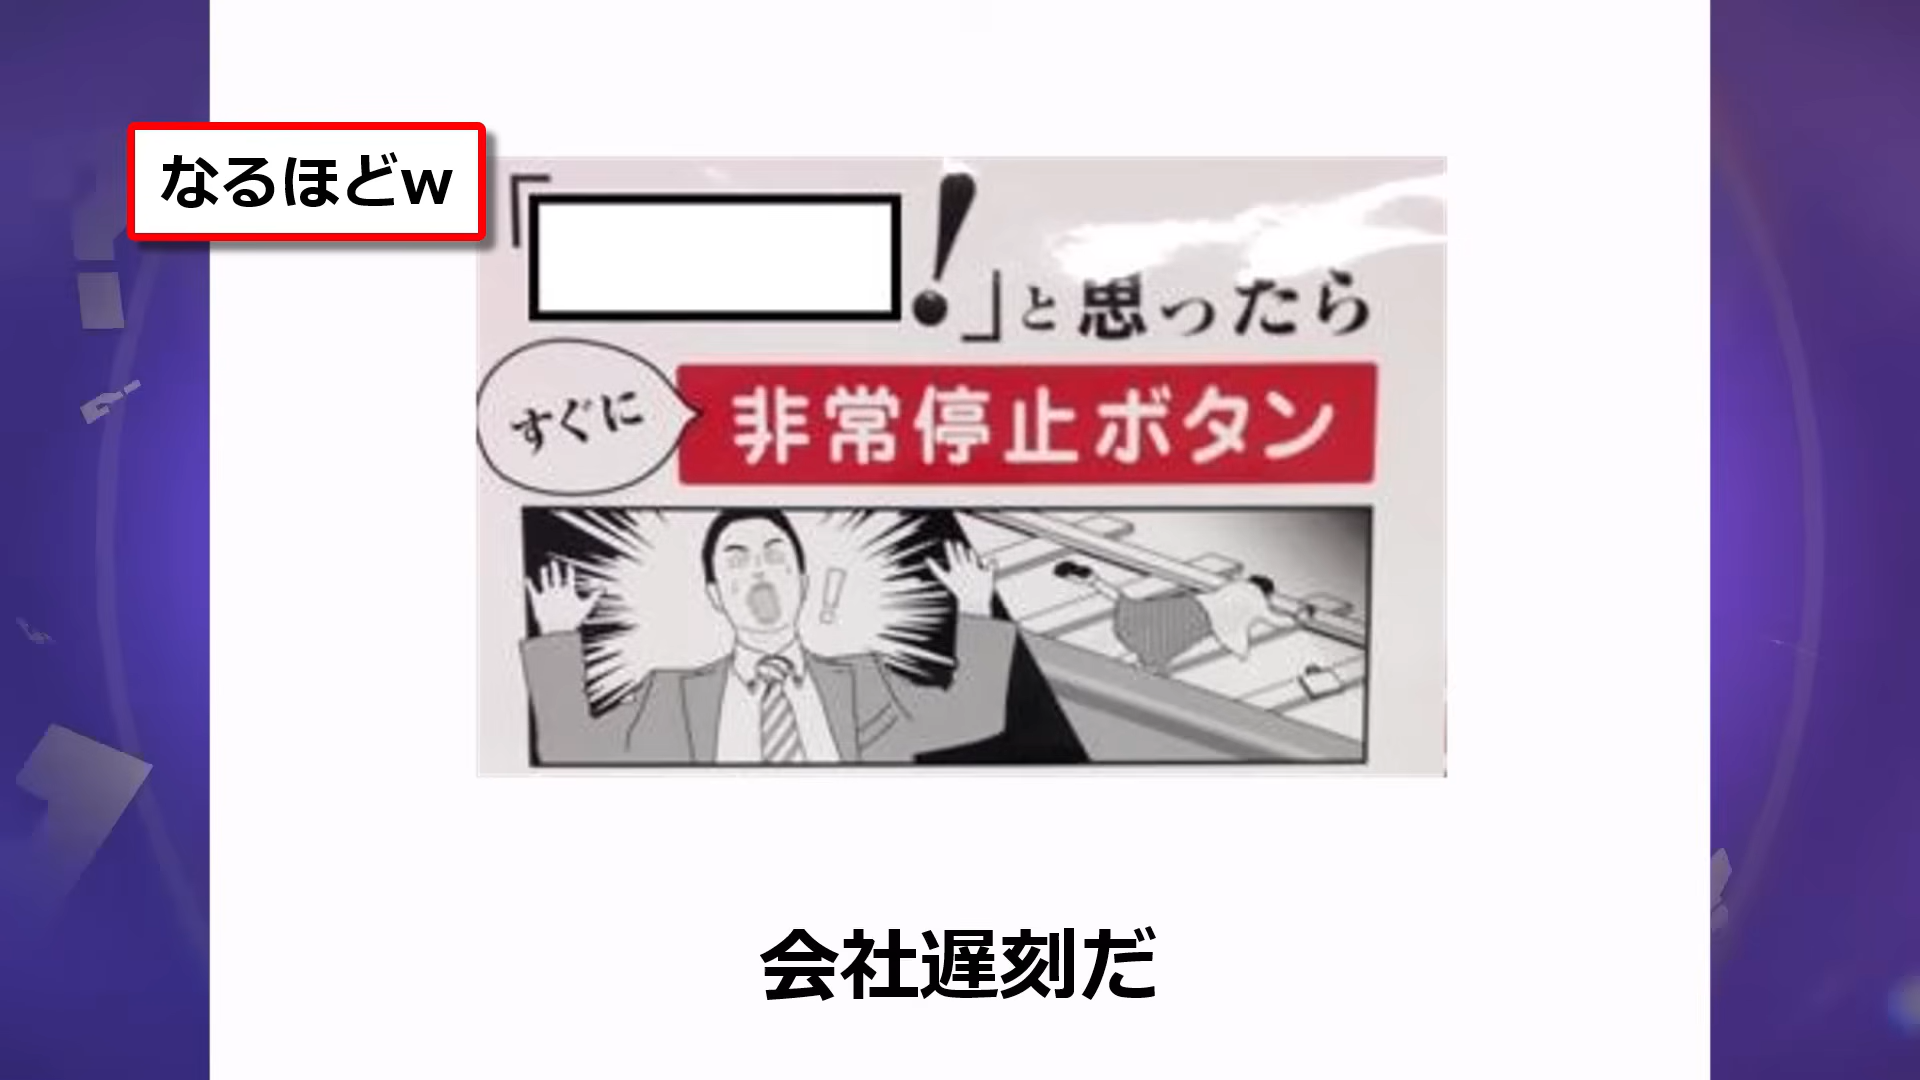 なるほどw
「 !」と思ったら
すぐに
非常停止ボタン
!
会社遅刻だ